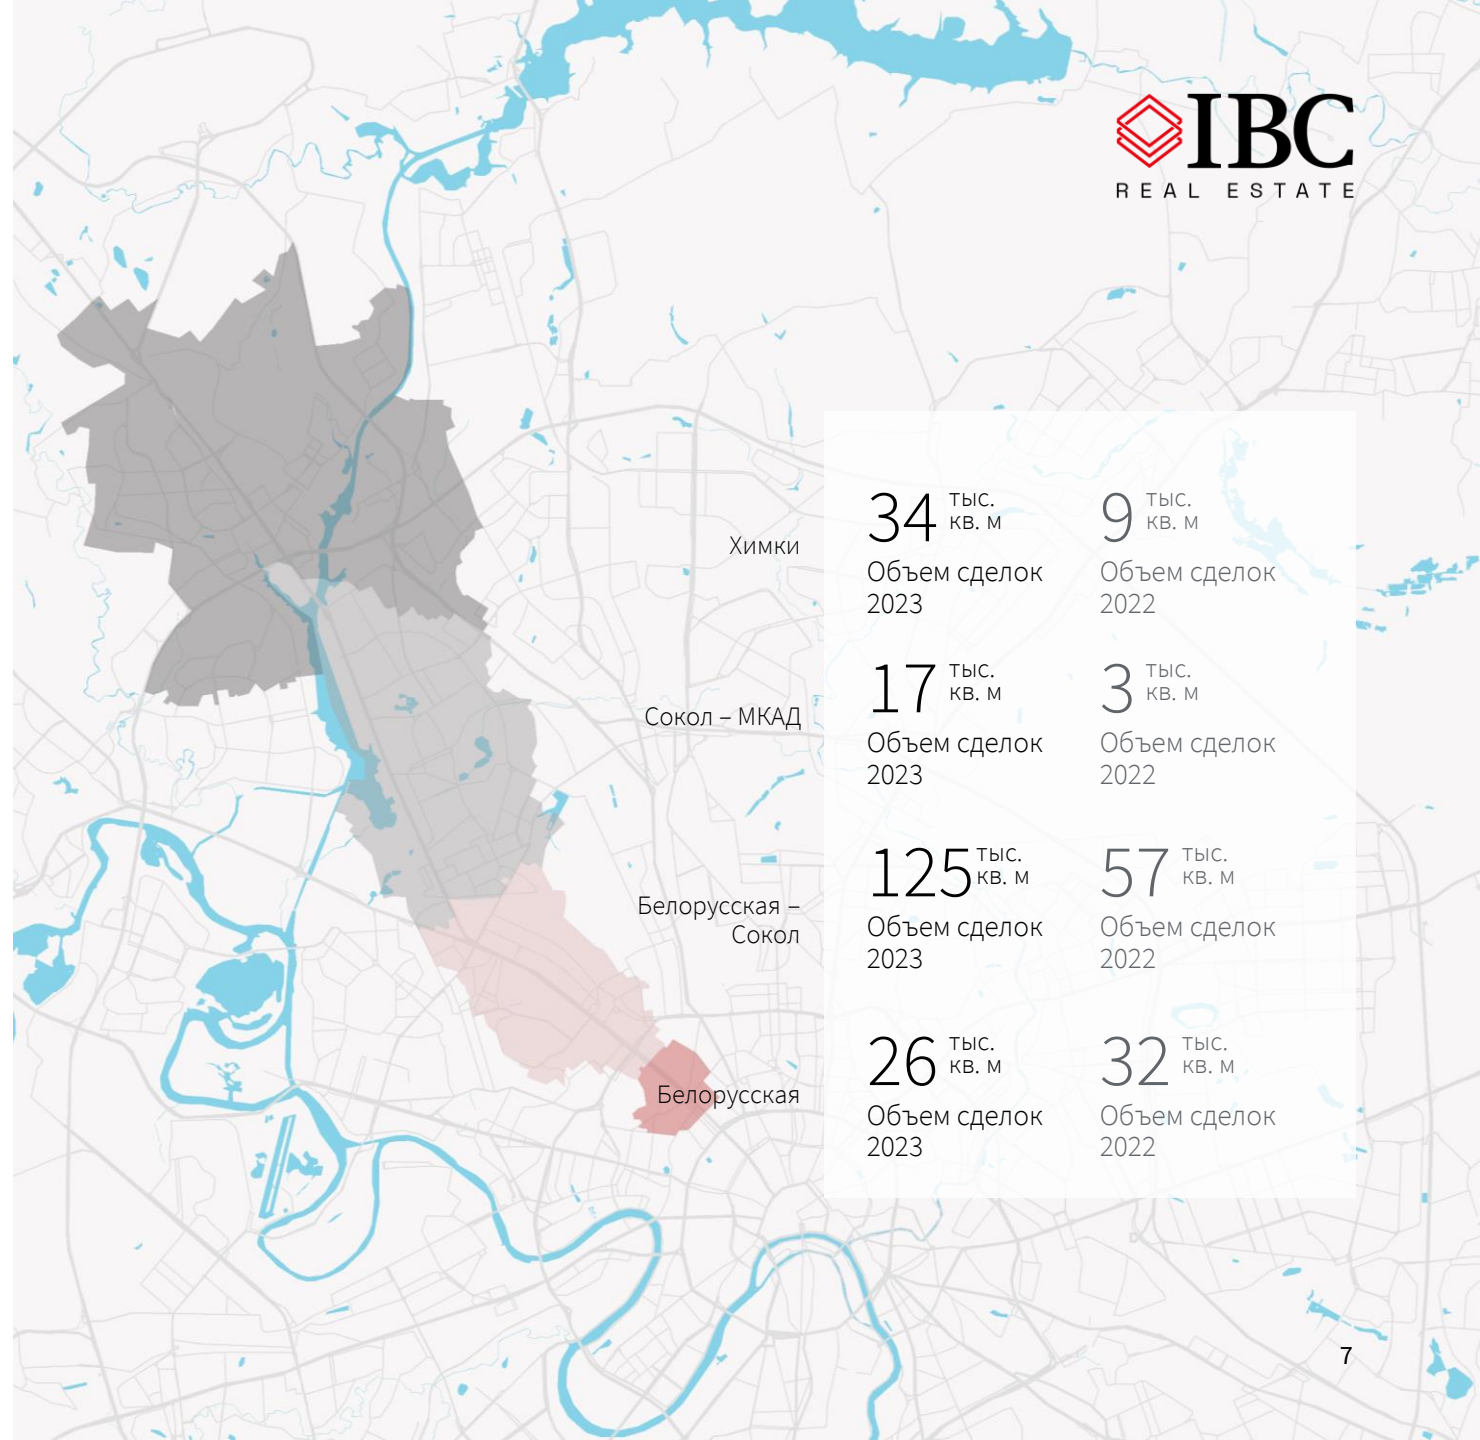 IBC
REAL ESTATE
Химки
34 тыс.
кв. м
Объем сделок
2023
9 тыс.
кв. м
Объем сделок
2022
Сокол – МКАД
17 тыс.
кв. м
Объем сделок
2023
3 тыс.
кв. м
Объем сделок
2022
Белорусская –
Сокол
125 тыс.
кв. м
Объем сделок
2023
57 тыс.
кв. м
Объем сделок
2022
Белорусская
26 тыс.
кв. м
Объем сделок
2023
32 тыс.
кв. м
Объем сделок
2022
7